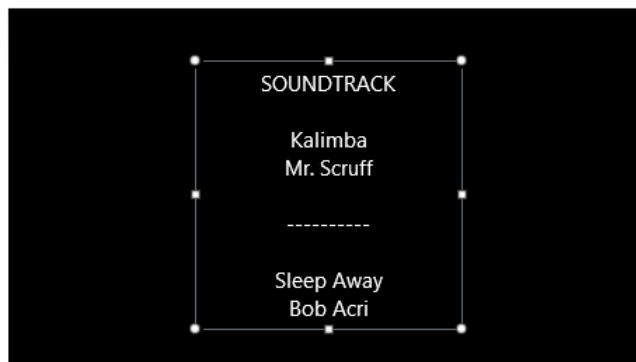 SOUNDTRACK
Kalimba
Mr. Scruff
----------
Sleep Away
Bob Acri